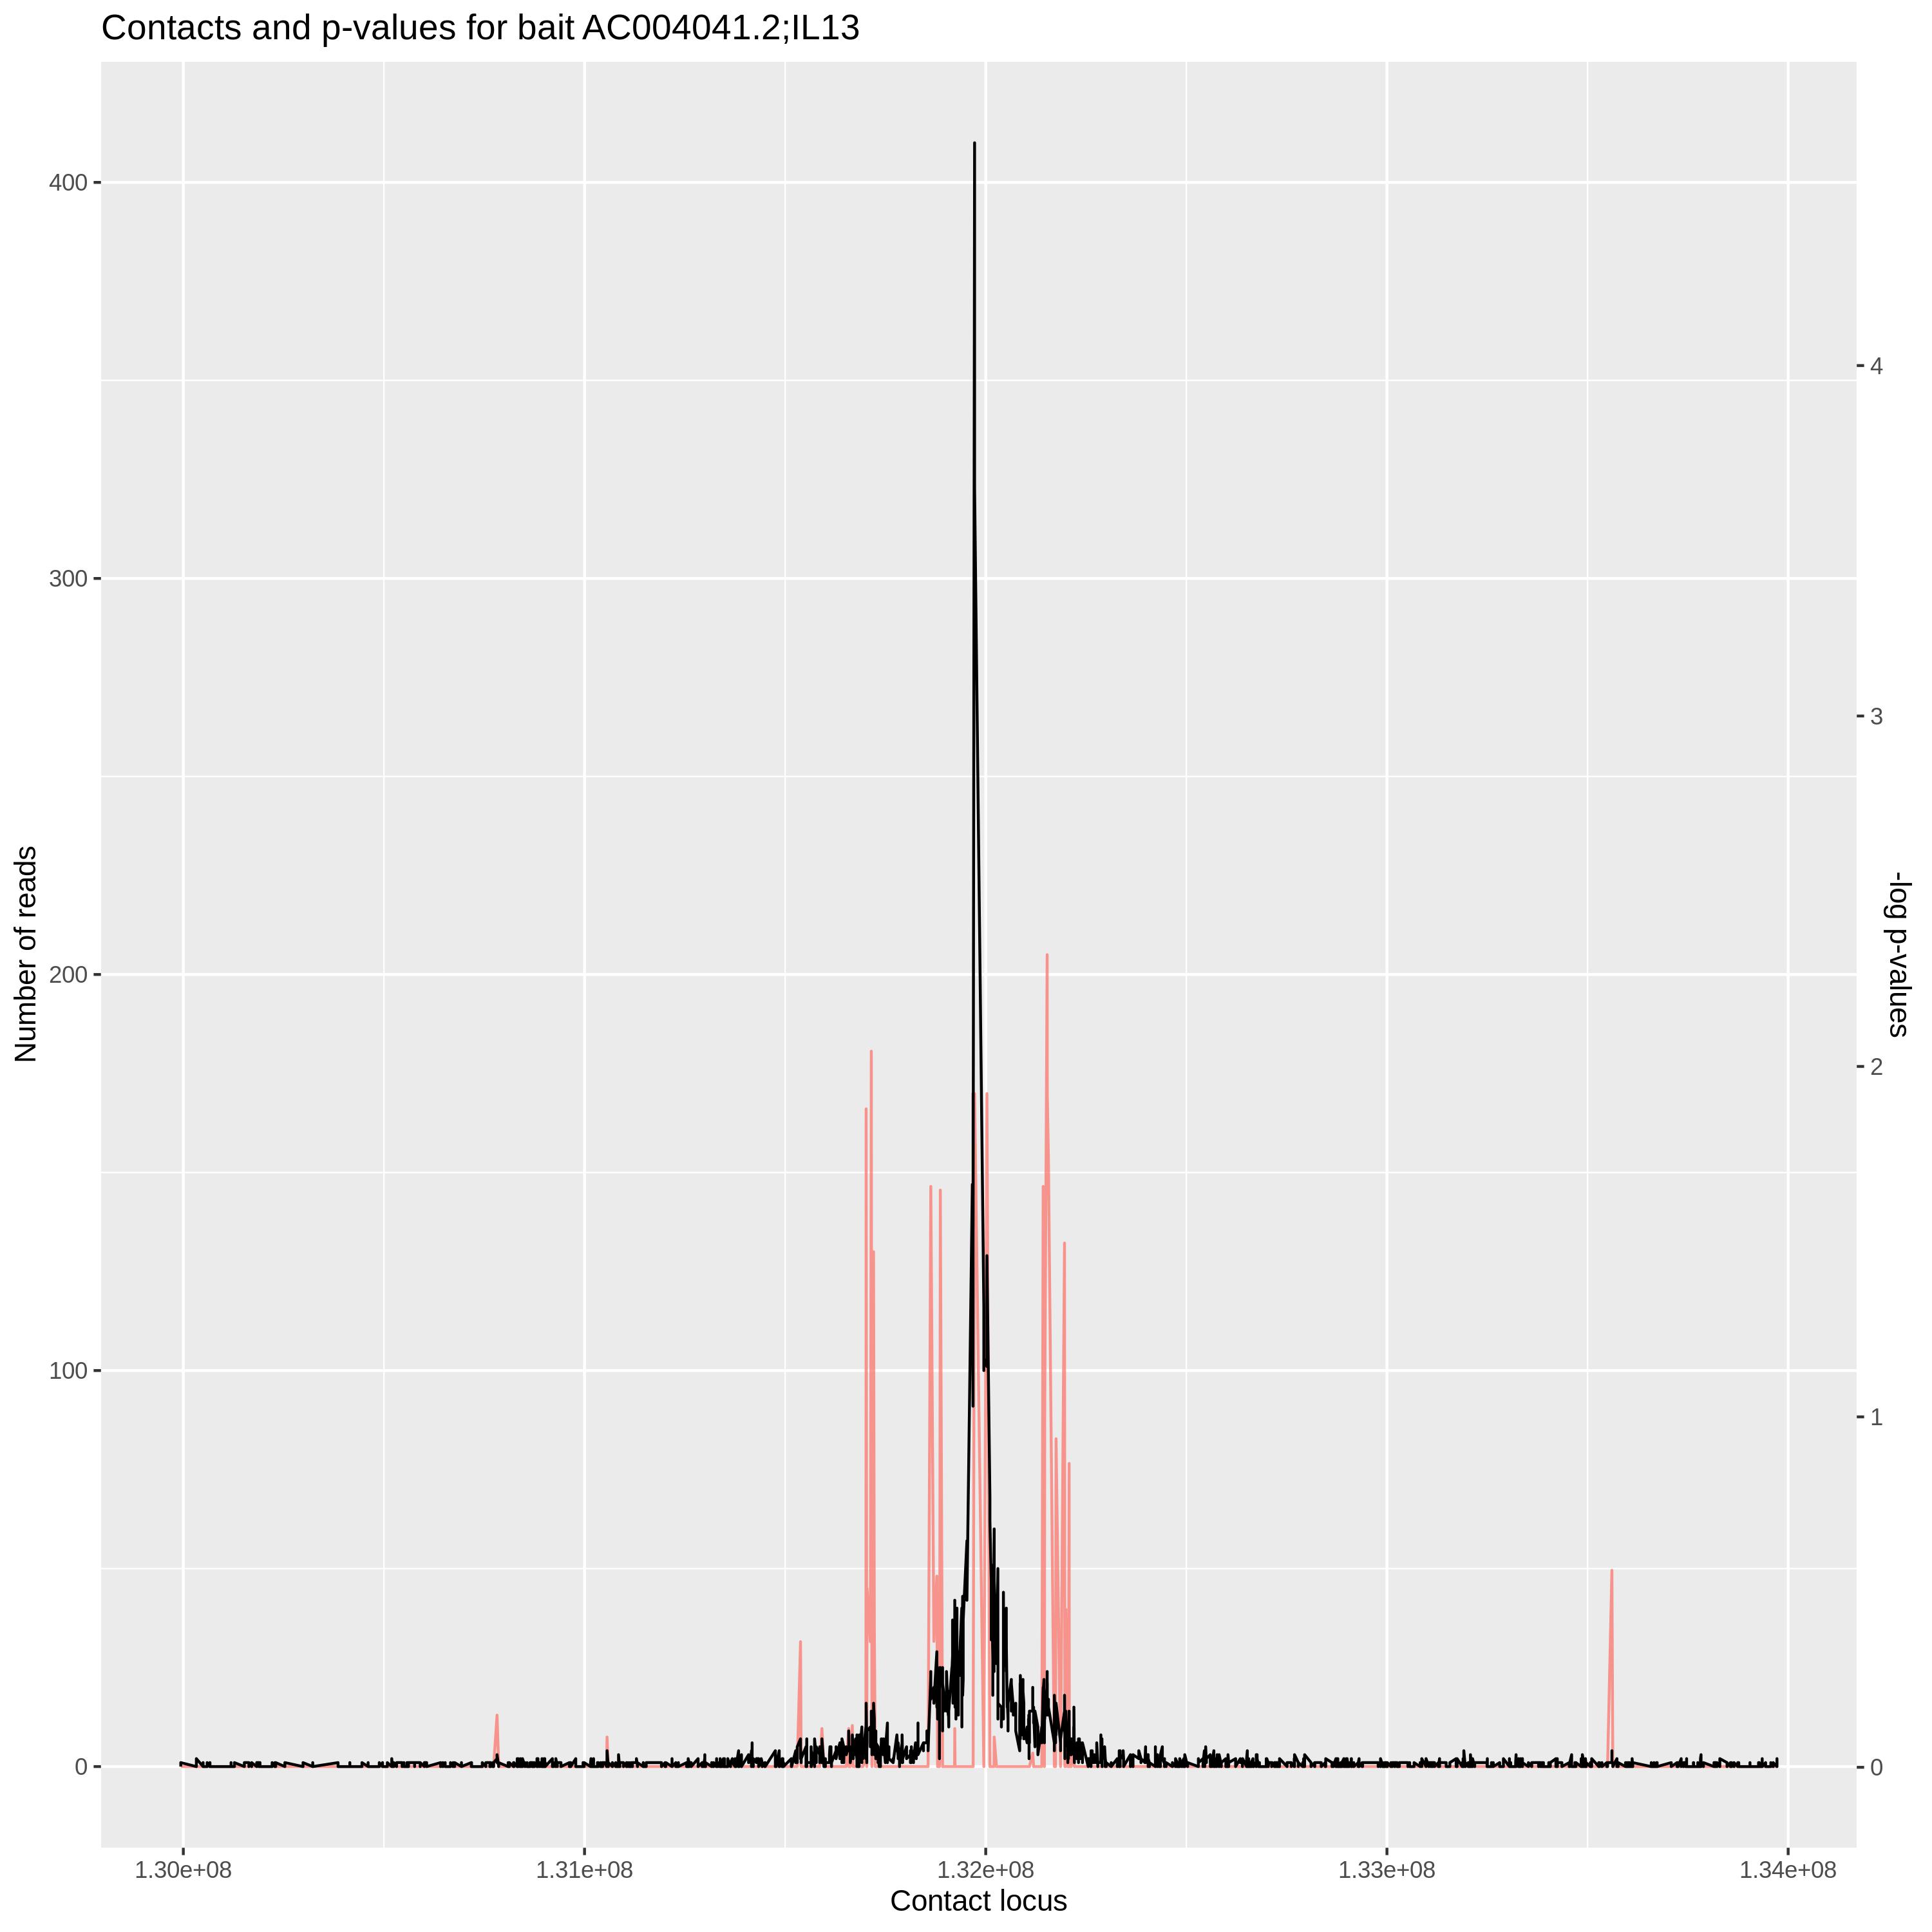 Contacts and p-values for bait AC004041.2;IL13
Number of reads
400
300
200
100
0
4
3
2
1
0
-log p-values
1.30e+08 1.31e+08 1.32e+08 1.33e+08 1.34e+08
Contact locus